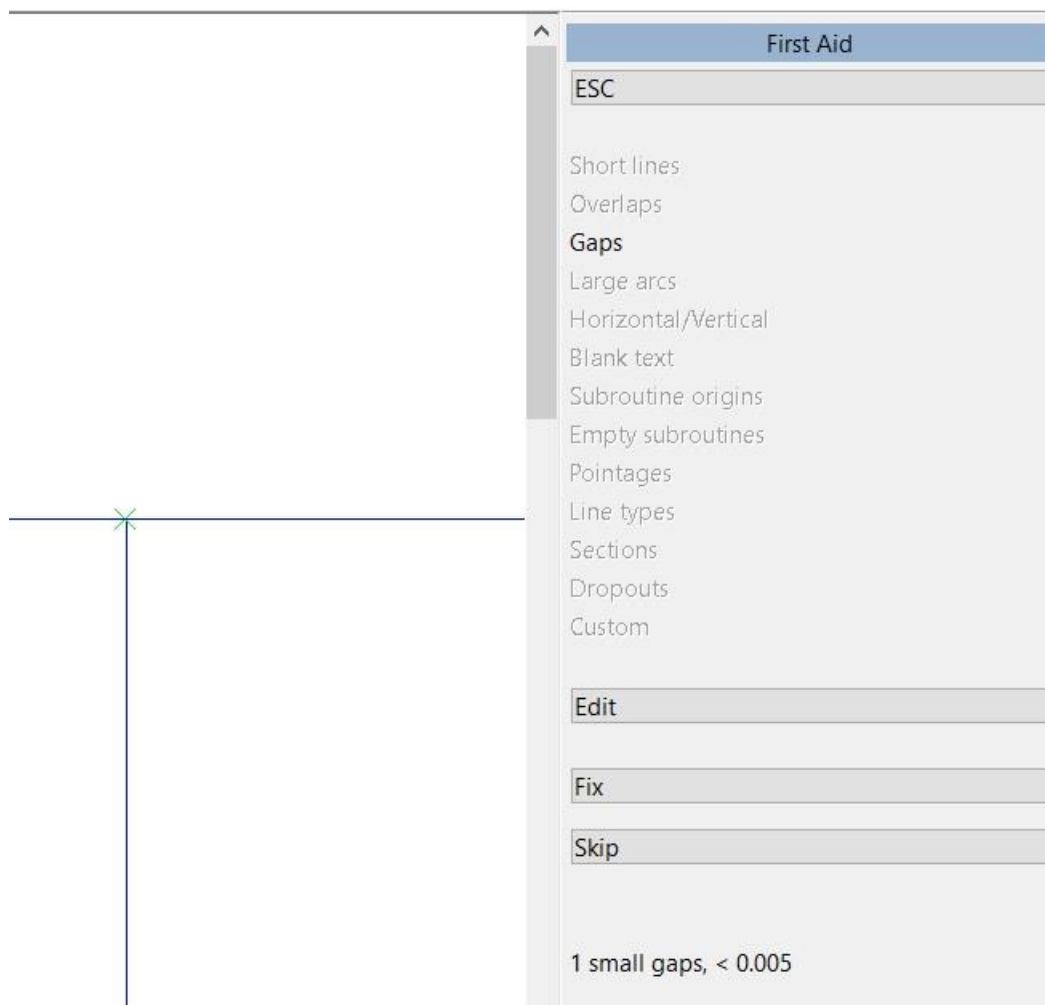 First Aid
ESC
Short lines
Overlaps
Gaps
Large arcs
Horizontal/Vertical
Blank text
Subroutine origins
Empty subroutines
Pointages
Line types
Sections
Dropouts
Custom
Edit
Fix
Skip
1 small gaps, < 0.005